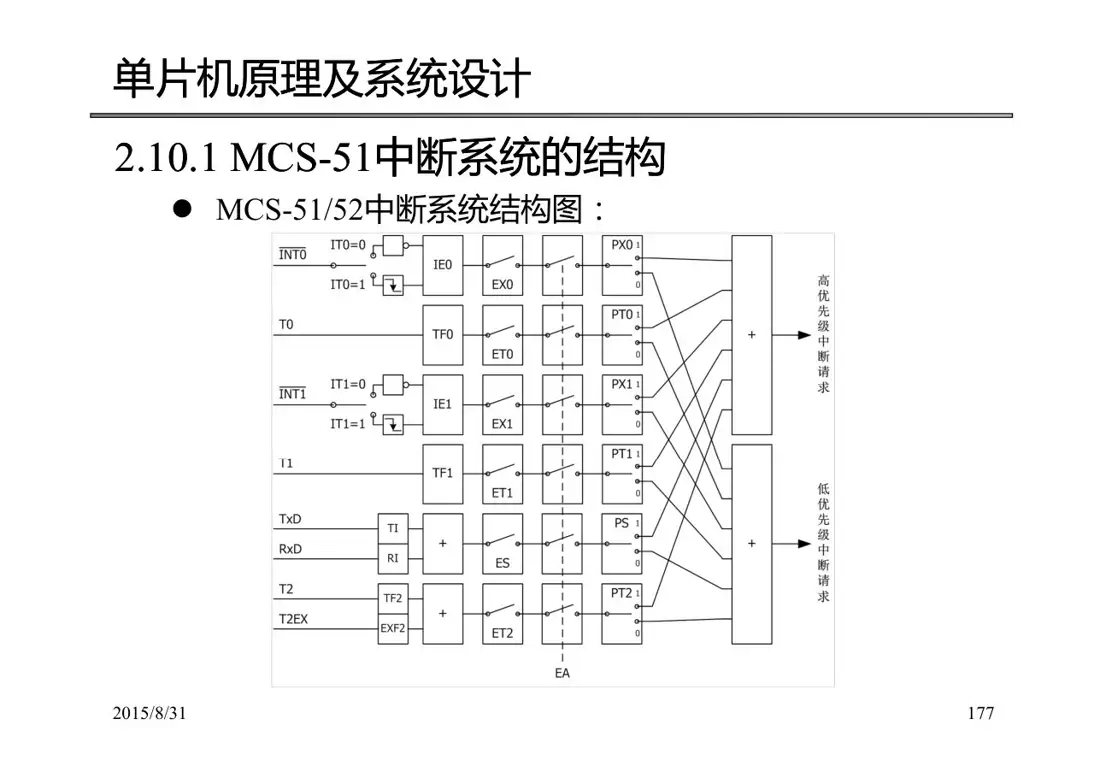 单片机原理及系统设计
2.10.1 MCS-51中断系统的结构
● MCS-51/52中断系统结构图：
INT0 IT0=0 IT0=1 IE0 EX0 PX0 1 0
T0 TF0 ET0 PT0 1 0
+ 高优先级中断请求
INT1 IT1=0 IT1=1 IE1 EX1 PX1 1 0
T1 TF1 ET1 PT1 1 0
TxD TI
RxD RI
+ ES PS 1 0
+ 低优先级中断请求
T2 TF2
T2EX EXF2
+ ET2 PT2 1 0
EA
2015/8/31
177